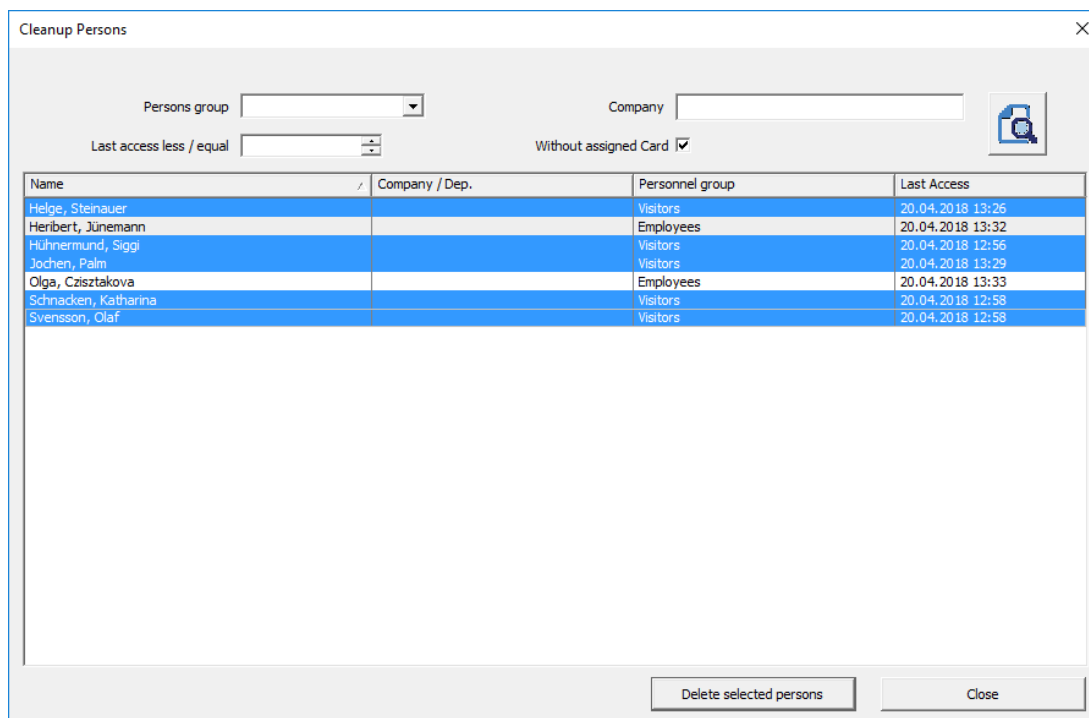 Cleanup Persons
Persons group Company
Last access less / equal Without assigned Card
Name Company / Dep. Personnel group Last Access
Helge, Steinauer Visitors 20.04.2018 13:26
Heribert, Jünemann Employees 20.04.2018 13:32
Hühnermund, Siggi Visitors 20.04.2018 12:56
Jochen, Palm Visitors 20.04.2018 13:29
Olga, Czisztakova Employees 20.04.2018 13:33
Schnacken, Katharina Visitors 20.04.2018 12:58
Svensson, Olaf Visitors 20.04.2018 12:58
Delete selected persons Close